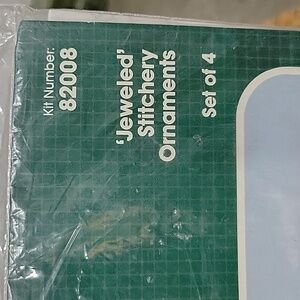 Kit Number:
82008
'Jeweled'
Stitchery
Ornaments
Set of 4